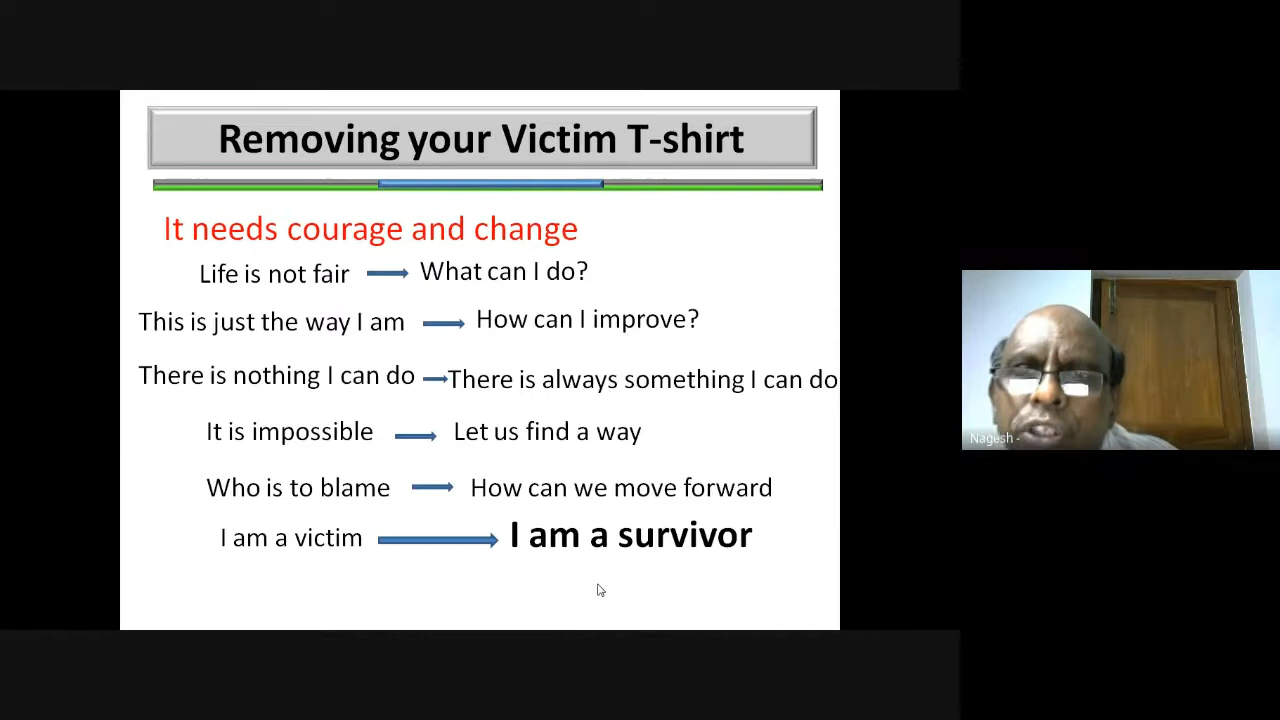 Removing your Victim T-shirt
It needs courage and change
Life is not fair What can I do?
This is just the way I am How can I improve?
There is nothing I can do There is always something I can do
It is impossible Let us find a way
Who is to blame How can we move forward
I am a victim I am a survivor
Nagesh -